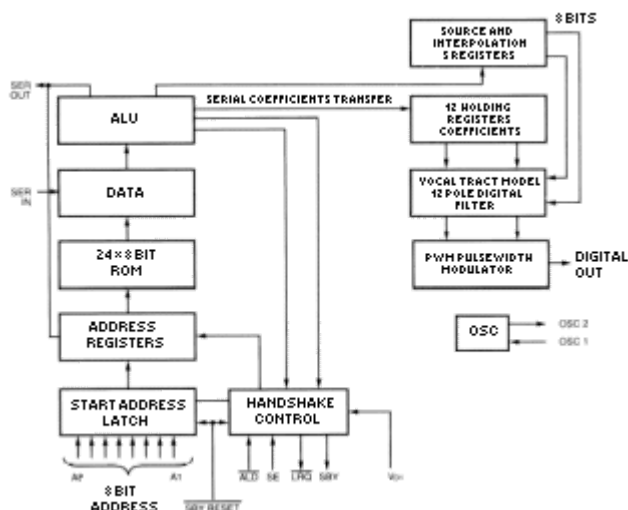 8 BITS
SOURCE AND
INTERPOLATION
SREGISTERS
SER
OUT
SERIAL COEFFICIENTS TRANSFER
ALU
12 HOLDING
REGISTERS
COEFFICIENTS
SER
IN
DATA
VOCAL TRACT MODEL
12 POLE DIGITAL
FILTER
24×8 BIT
ROM
PWM PULSEWIDTH
MODULATOR
DIGITAL
OUT
ADDRESS
REGISTERS
OSC
OSC 2
OSC 1
START ADDRESS
LATCH
HANDSHAKE
CONTROL
A1
ALD
SE
LRQ
SBY
8 BIT
ADDRESS
SBY RESET